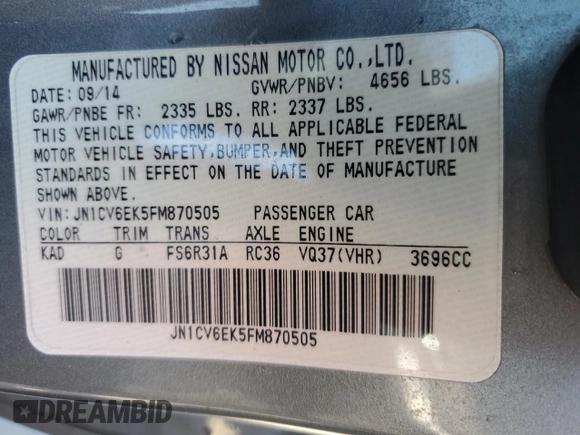 MANUFACTURED BY NISSAN MOTOR CO.,LTD.
DATE: 09/14 GVWR/PNBV: 4656 LBS.
GAWR/PNBE FR: 2335 LBS. RR: 2337 LBS.
THIS VEHICLE CONFORMS TO ALL APPLICABLE FEDERAL
MOTOR VEHICLE SAFETY,BUMPER,AND THEFT PREVENTION
STANDARDS IN EFFECT ON THE DATE OF MANUFACTURE
SHOWN ABOVE.
VIN:JN1CV6EK5FM870505 PASSENGER CAR
COLOR TRIM TRANS AXLE ENGINE
KAD G FS6R31A RC36 VQ37(VHR) 3696CC
JN1CV6EK5FM870505
DREAMBID